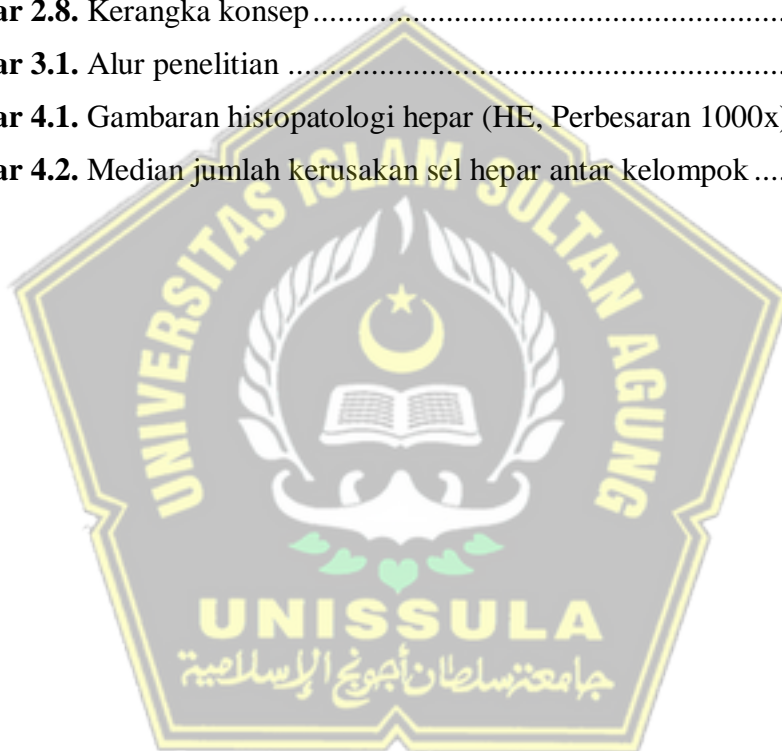 ar 2.8. Kerangka konsep................................................................
ar 3.1. Alur penelitian ................................................................
ar 4.1. Gambaran histopatologi hepar (HE, Perbesaran 1000x)
ar 4.2. Median jumlah kerusakan sel hepar antar kelompok ....
UNIVERSITAS ISLAM SULTAN AGUNG
UNISSULA
جامعة سلطان أجونج الإسلامية